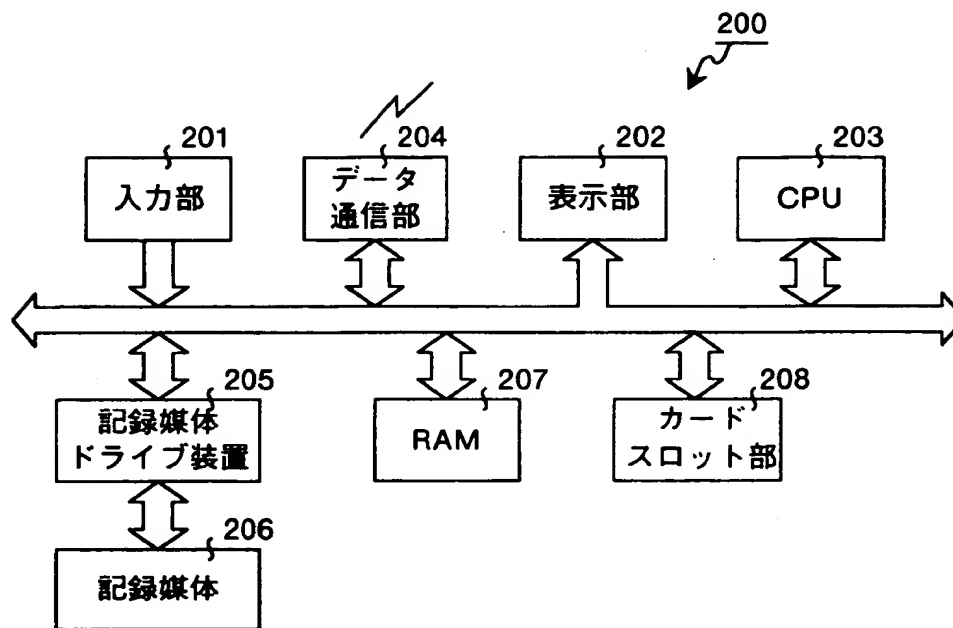 200
201
204
202
203
入力部
データ
通信部
表示部
CPU
205
207
208
記録媒体
ドライブ装置
RAM
カード
スロット部
206
記録媒体